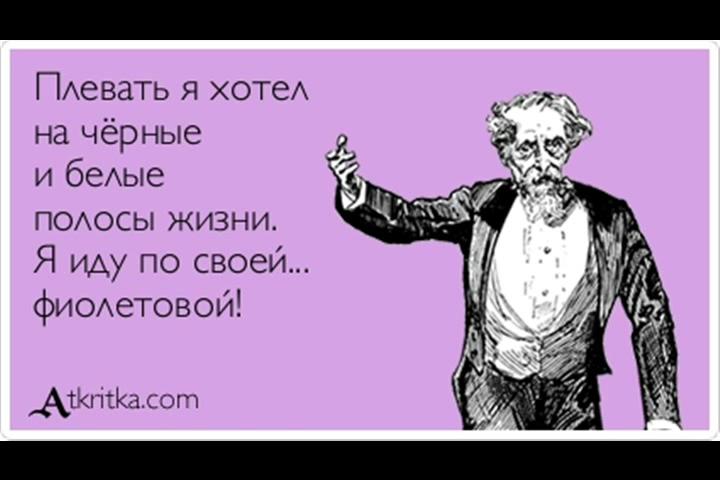 Плевать я хотел
на чёрные
и белые
полосы жизни.
Я иду по своей...
фиолетовой!
Atkritka.com